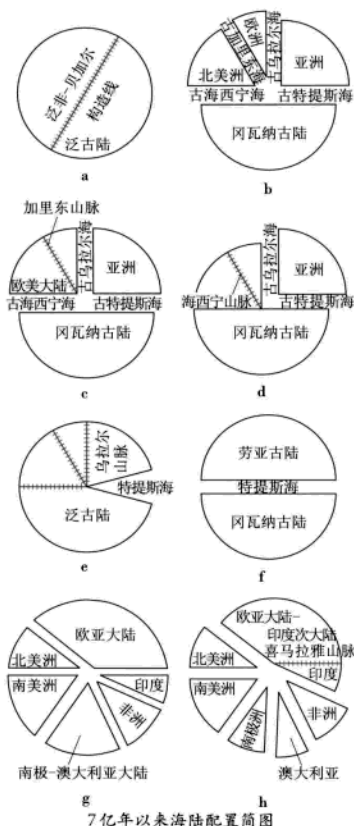 泛非-贝加尔
构造线
泛古陆
a
欧洲
古加里东海
古乌拉尔海
亚洲
北美洲
古海西宁海
古特提斯海
冈瓦纳古陆
b
加里东山脉
古乌拉尔海
亚洲
欧美大陆
古海西宁海
古特提斯海
冈瓦纳古陆
c
古乌拉尔海
亚洲
海西宁山脉
古特提斯海
冈瓦纳古陆
d
乌拉尔
山脉
特提斯海
泛古陆
e
劳亚古陆
特提斯海
冈瓦纳古陆
f
欧亚大陆
北美洲
南美洲
印度
非洲
南极-澳大利亚大陆
g
欧亚大陆-
印度次大陆
喜马拉雅山脉
北美洲
印度
南美洲
非洲
南极洲
澳大利亚
h
7亿年以来海陆配置简图